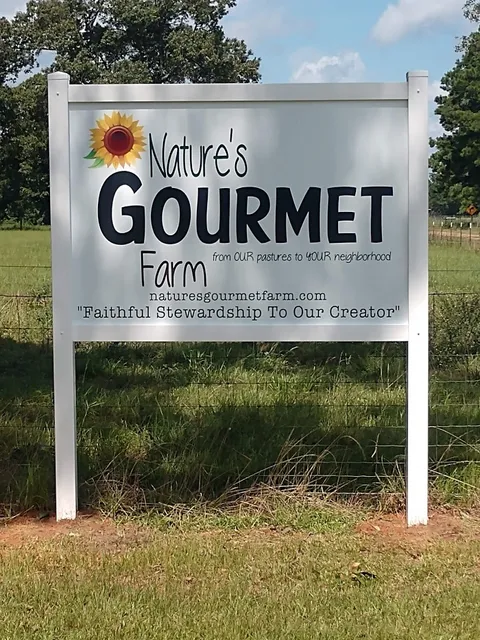 Nature's
GOURMET
from OUR pastures to YOUR neighborhood
Farm
naturesgourmetfarm.com
"Faithful Stewardship To Our Creator"